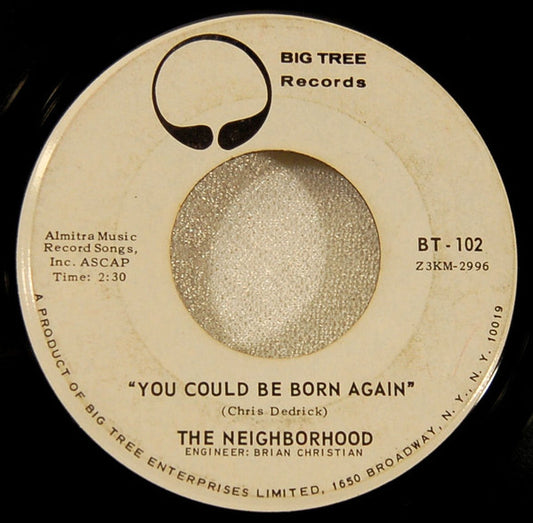 BIG TREE
Records
Almitra Music
Record Songs,
Inc. ASCAP
Time: 2:30
BT - 102
Z3KM-2996
"YOU COULD BE BORN AGAIN"
(Chris Dedrick)
THE NEIGHBORHOOD
ENGINEER: BRIAN CHRISTIAN
A PRODUCT OF BIG TREE ENTERPRISES LIMITED, 1650 BROADWAY, N. Y., N. Y. 10019